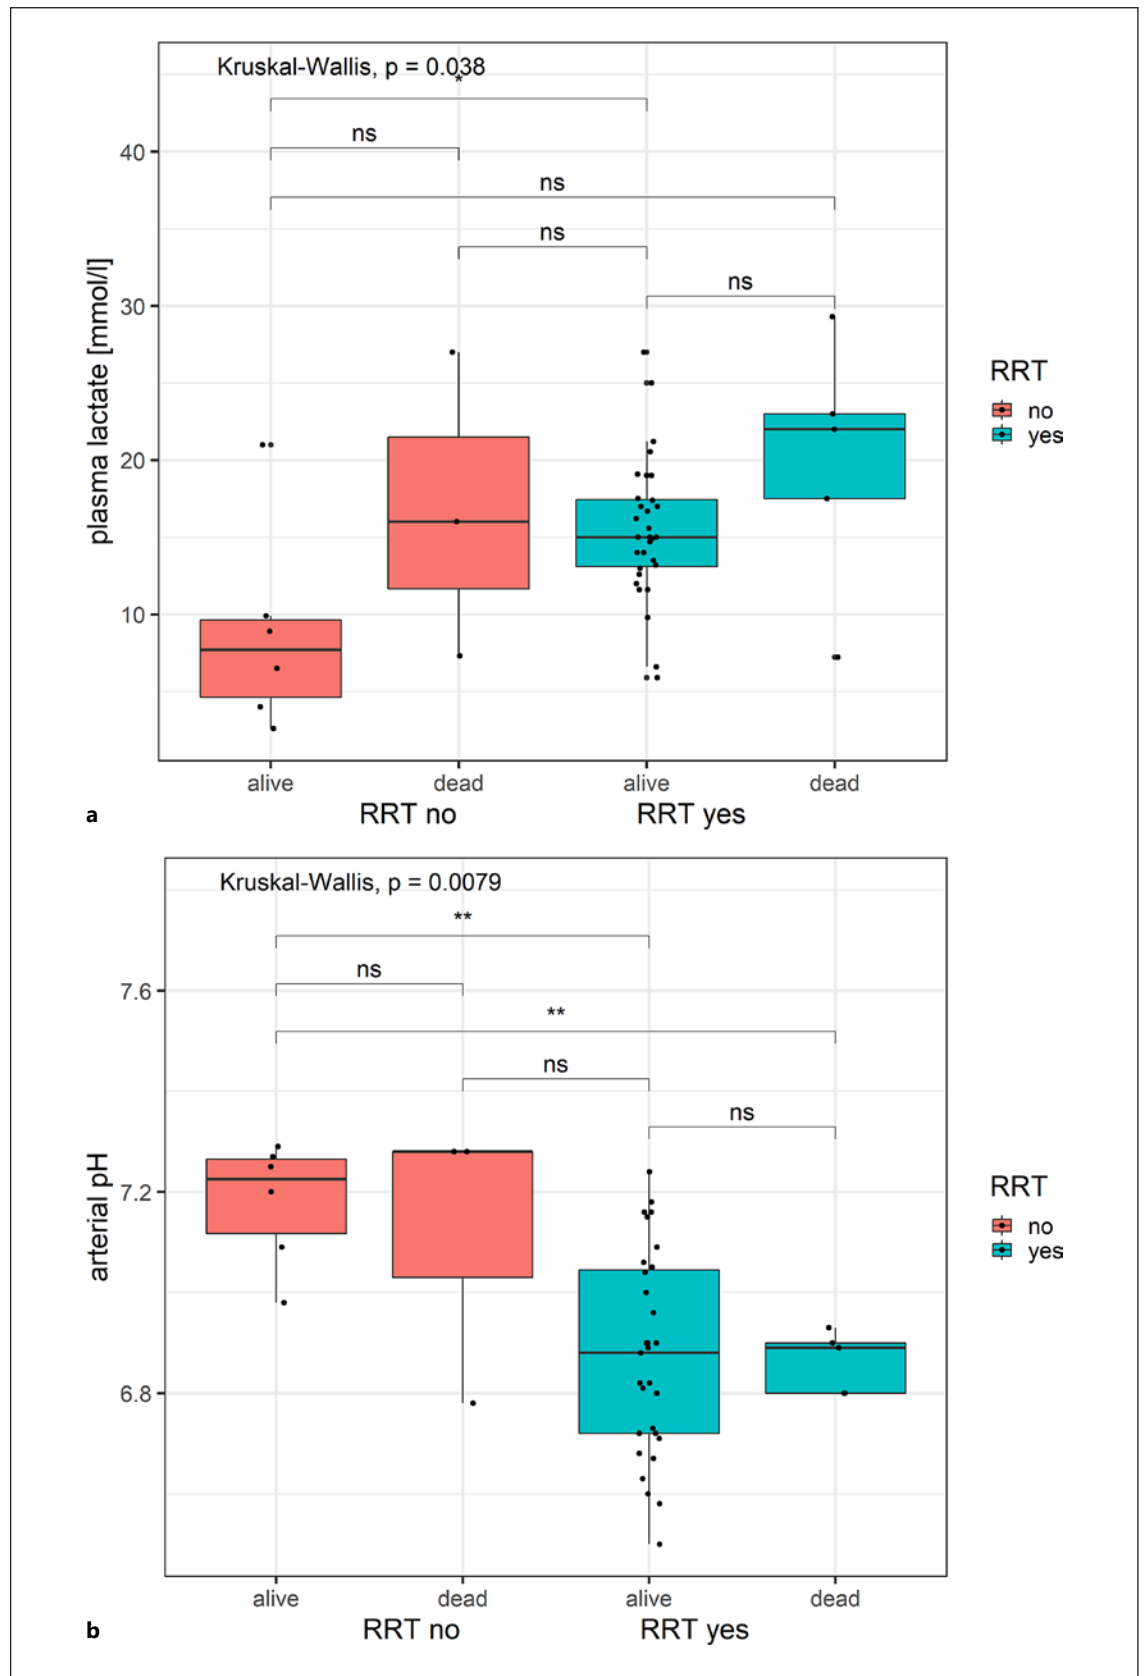 Kruskal-Wallis, p = 0.038
*
ns
ns
ns
ns
40
30
20
10
plasma lactate [mmol/l]
alive dead alive dead
RRT no RRT yes
RRT
no
yes
a
Kruskal-Wallis, p = 0.0079
**
ns
**
ns
ns
7.6
7.2
6.8
arterial pH
alive dead alive dead
RRT no RRT yes
RRT
no
yes
b